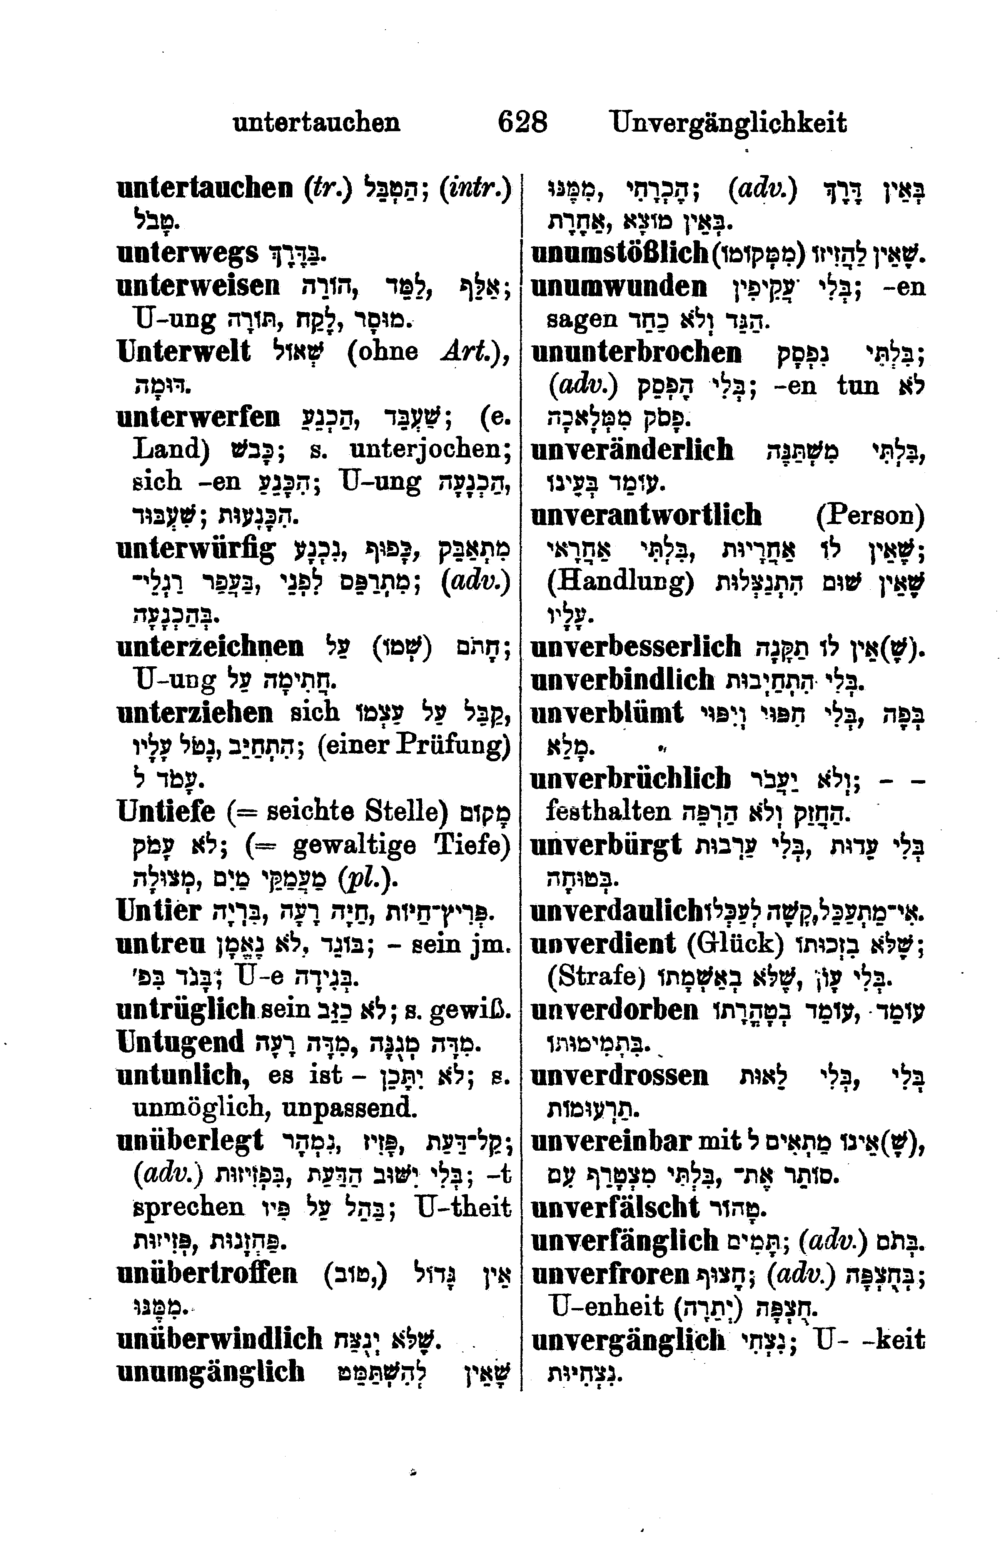 untertauchen 628 Unvergänglichkeit
untertauchen (tr.) הַטְבֵּל; (intr.)
טָבֹל.
unterwegs בַּדֶּרֶךְ.
unterweisen אַלֵּף, לַמֵּד, הוֹרֵה;
U-ung מוּסָר, לֶקַח, תּוֹרָה.
Unterwelt שְׁאוֹל (ohne Art.),
דּוּמָה.
unterwerfen שַׁעְבֵּד, הַכְנַע; (e.
Land) כָּבשׁ; s. unterjochen;
sich -en הִכָּנַע; U-ung הַכְנָעָה,
הִכָּנְעוּת; שִׁעְבּוּד.
unterwürfig נִכְנָע, כָּפוּף, מִתְאַבֵּק
בַּעֲפַר רַגְלֵי־, מִתְרַפֵּס לִפְנֵי; (adv.)
בְּהַכְנָעָה.
unterzeichnen חָתֹם (שְׁמוֹ) עַל;
U-ung חֲתִימָה עַל.
unterziehen sich קַבֵּל עַל עַצְמוֹ,
הִתְחַיֵּב, נָטֹל עָלָיו; (einer Prüfung)
עָמֹד לְ.
Untiefe (= seichte Stelle) מָקוֹם
לֹא עָמֹק; (= gewaltige Tiefe)
מַעֲמַקֵּי מַיִם, מְצוּלָה (pl.).
Untier פְּרִיץ־חַיּוֹת, חַיָּה רָעָה, בִּרְיָה.
untreu בּוֹגֵד, לֹא נֶאֱמָן; – sein jm.
בָּגֹד בְּפ'; U-e בְּגִידָה.
untrüglich sein לֹא כַזֵּב; s. gewiß.
Untugend מִדָּה מְגֻנָּה, מִדָּה רָעָה.
untunlich, es ist – לֹא יִתָּכֵן; s.
unmöglich, unpassend.
unüberlegt קַל־דַּעַת, פָּזִיז, נִמְהָר;
(adv.) בְּלִי יִשּׁוּב הַדַּעַת, בִּפְזִיזוּת; -t
sprechen בַּהֵל עַל פִּיו; U-theit
פַּחְזָנוּת, פְּזִיזוּת.
unübertroffen אֵין גָּדוֹל (טוֹב,)
מִמֶּנּוּ.
unüberwindlich שֶׁלֹּא יְנֻצַּח.
unumgänglich שֶׁאֵין לְהִשְׁתַּמֵּט
מִמֶּנּוּ, הֶכְרֵחִי; (adv.) בְּאֵין דֶּרֶךְ
אַחֶרֶת, בְּאֵין מוֹצָא.
unumstößlich שֶׁאֵין לַהֲזִיזוֹ (מִמְּקוֹמוֹ).
unumwunden בְּלִי עֲקִיפִין; -en
sagen הַגֵּד וְלֹא כַחֵד.
ununterbrochen בִּלְתִּי נִפְסָק;
(adv.) בְּלִי הֶפְסֵק; -en tun לֹא
פָסֹק מִמְּלָאכָה.
unveränderlich בִּלְתִּי מִשְׁתַּנֶּה,
עוֹמֵד בְּעֵינוֹ.
unverantwortlich (Person)
שֶׁאֵין לוֹ אַחֲרָיוּת, בִּלְתִּי אַחֲרָאִי;
(Handlung) שֶׁאֵין שׁוּם הִתְנַצְּלוּת
עָלָיו.
unverbesserlich (שֶׁ)אֵין לוֹ תַקָּנָה.
unverbindlich בְּלִי הִתְחַיְּבוּת.
unverblümt בְּלִי חִפּוּי וְיִפּוּי, בְּפֶה
מָלֵא.
unverbrüchlich וְלֹא יַעֲבֹר; – –
festhalten הַחֲזֵק וְלֹא הַרְפֵּה.
unverbürgt בְּלִי עֵדוּת, בְּלִי עַרְבוּת
בְּטוּחָה.
unverdaulich אִי־מִתְעַכֵּל, קָשֶׁה לְעַכְּלוֹ.
unverdient (Glück) שֶׁלֹּא בִזְכוּתוֹ;
(Strafe) בְּלִי עָוֹן, שֶׁלֹּא בְאַשְׁמָתוֹ.
unverdorben עוֹמֵד בְטָהֳרָתוֹ, עוֹמֵד
בִּתְמִימוּתוֹ.
unverdrossen בְּלִי לֵאוּת, בְּלִי
תַרְעוּמוֹת.
unvereinbar mit (שֶׁ)אֵינוֹ מַתְאִים לְ,
סוֹתֵר אֶת־, בִּלְתִּי מִצְטָרֵף עִם.
unverfälscht טָהוֹר.
unverfänglich תָּמִים; (adv.) בְּתֹם.
unverfroren חָצוּף; (adv.) בְּחֻצְפָּה;
U-enheit חֻצְפָּה (יְתֵרָה).
unvergänglich נִצְחִי; U- -keit
נִצְחִיּוּת.